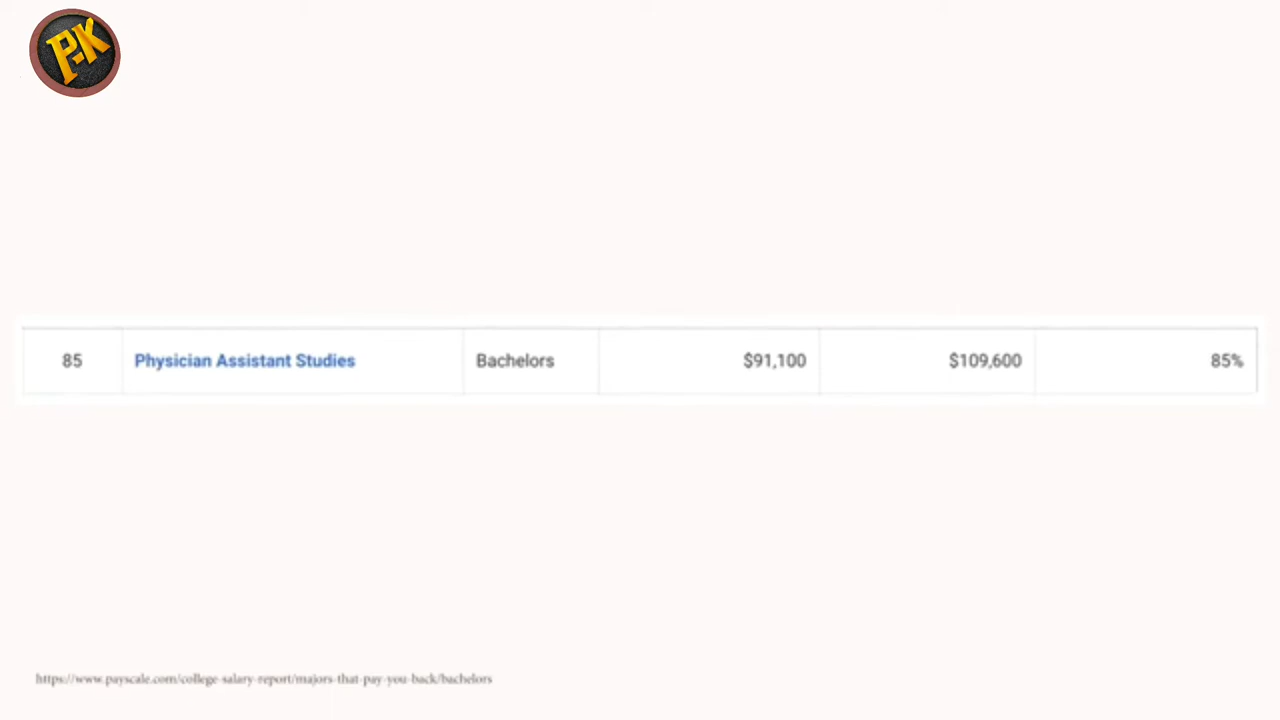 P-K
85 Physician Assistant Studies Bachelors $91,100 $109,600 85%
https://www.payscale.com/college-salary-report/majors-that-pay-you-back/bachelors